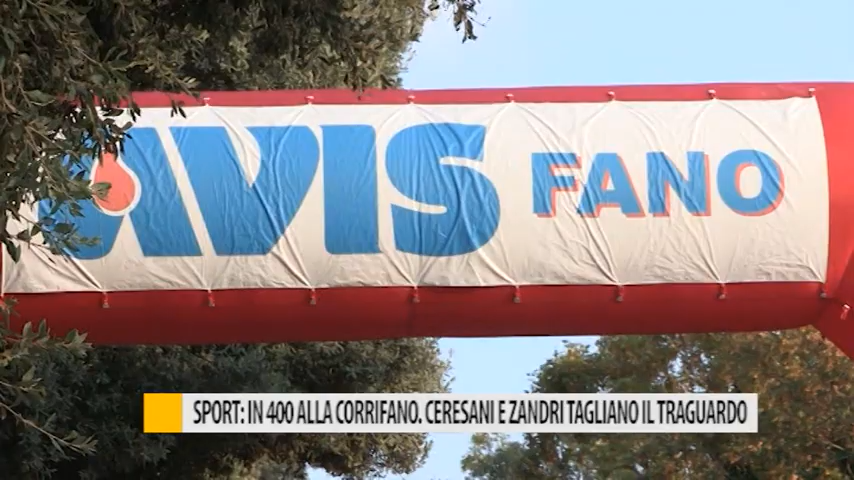 AVIS FANO
SPORT: IN 400 ALLA CORRIFANO. CERESANI E ZANDRI TAGLIANO IL TRAGUARDO